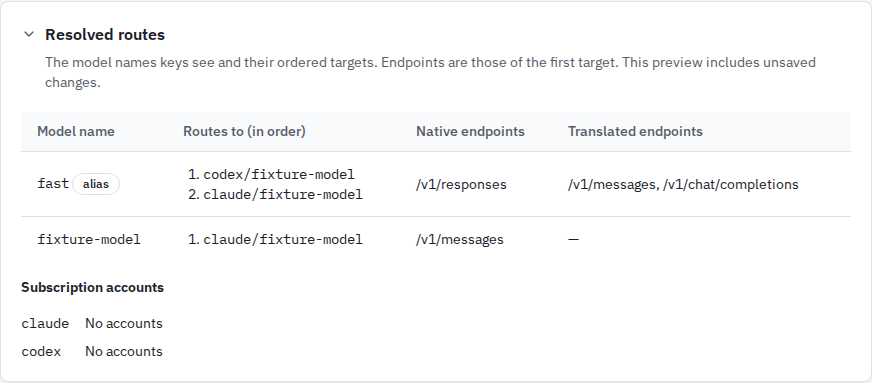 Resolved routes
The model names keys see and their ordered targets. Endpoints are those of the first target. This preview includes unsaved
changes.
Model name Routes to (in order) Native endpoints Translated endpoints
fast alias 1. codex/fixture-model 2. claude/fixture-model /v1/responses /v1/messages, /v1/chat/completions
fixture-model 1. claude/fixture-model /v1/messages —
Subscription accounts
claude No accounts
codex No accounts